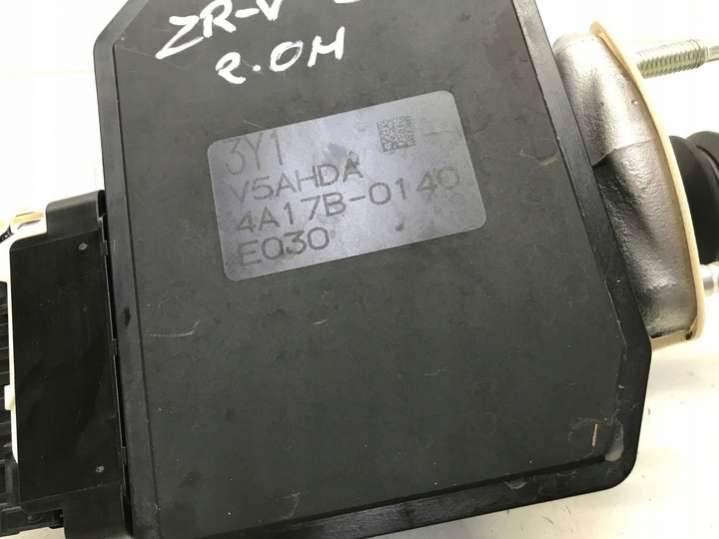 ZR-V
2.0H
3Y1
V5AHDA
4A17B-0140
EQ30